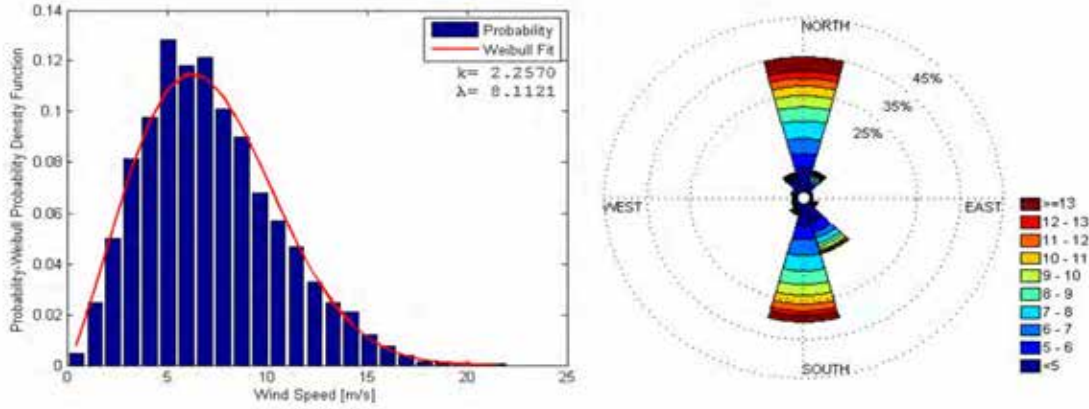 0.14
0.12
0.1
0.08
0.06
0.04
0.02
0
0
5
10
15
20
25
Probability-Weibull Probability Density Function
Wind Speed [m/s]
Probability
Weibull Fit
k= 2.2570
λ= 8.1121
NORTH
45%
35%
25%
WEST
EAST
SOUTH
>=13
12 - 13
11 - 12
10 - 11
9 - 10
8 - 9
7 - 8
6 - 7
5 - 6
<5